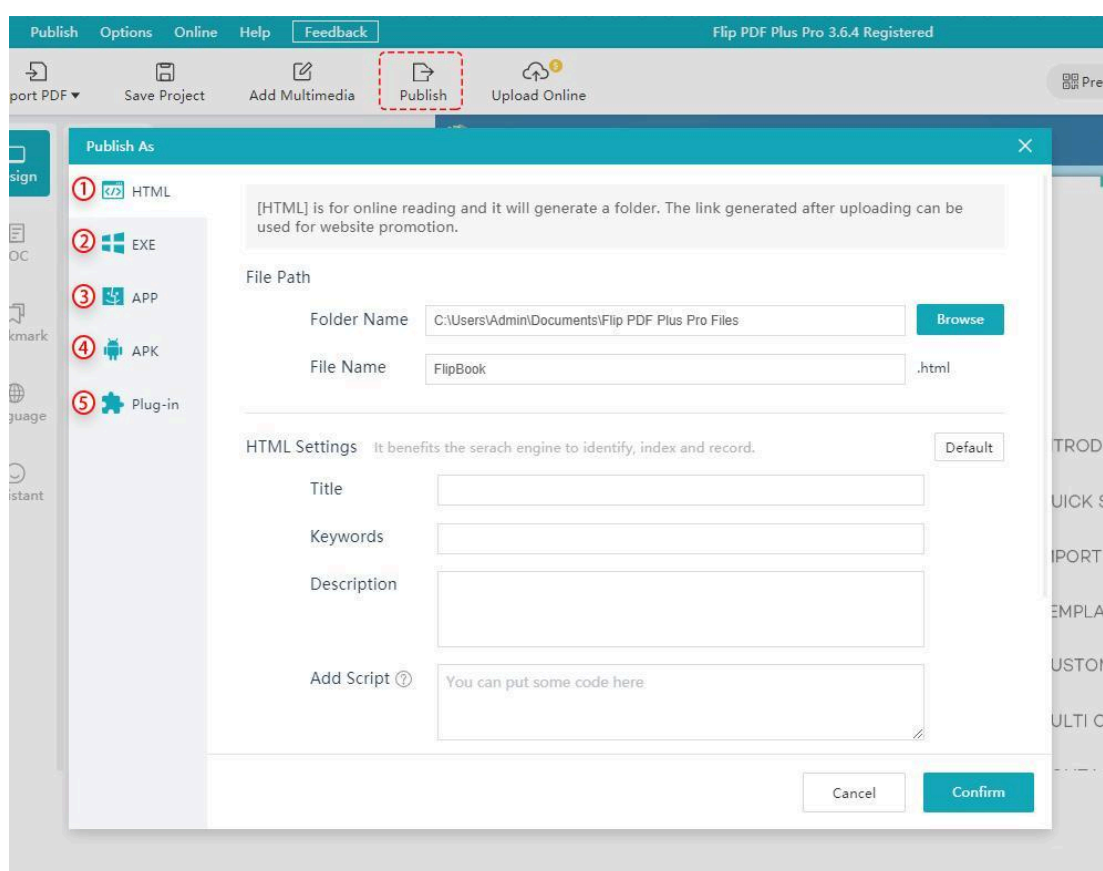 Publish Options Online Help Feedback Flip PDF Plus Pro 3.6.4 Registered
port PDF Save Project Add Multimedia Publish Upload Online Pre
Publish As
sign
1 HTML
[HTML] is for online reading and it will generate a folder. The link generated after uploading can be
used for website promotion.
2 EXE
OC
File Path
3 APP
Folder Name C:\Users\Admin\Documents\Flip PDF Plus Pro Files Browse
kmark
4 APK
File Name FlipBook .html
5 Plug-in
guage
HTML Settings It benefits the serach engine to identify, index and record. Default
TROD
Title
istant
UICK S
Keywords
IPORT
Description
EMPLA
Add Script ? You can put some code here
USTOM
ULTI C
Cancel Confirm